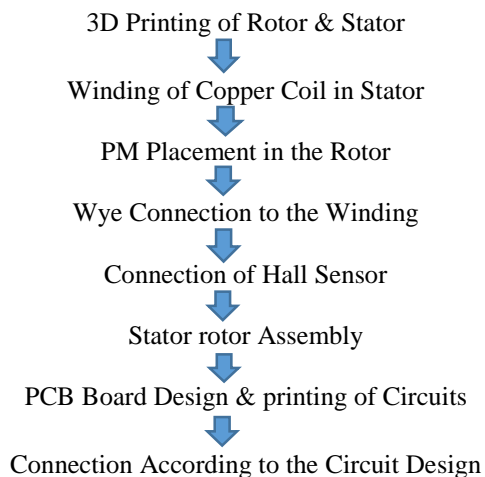 3D Printing of Rotor & Stator
Winding of Copper Coil in Stator
PM Placement in the Rotor
Wye Connection to the Winding
Connection of Hall Sensor
Stator rotor Assembly
PCB Board Design & printing of Circuits
Connection According to the Circuit Design